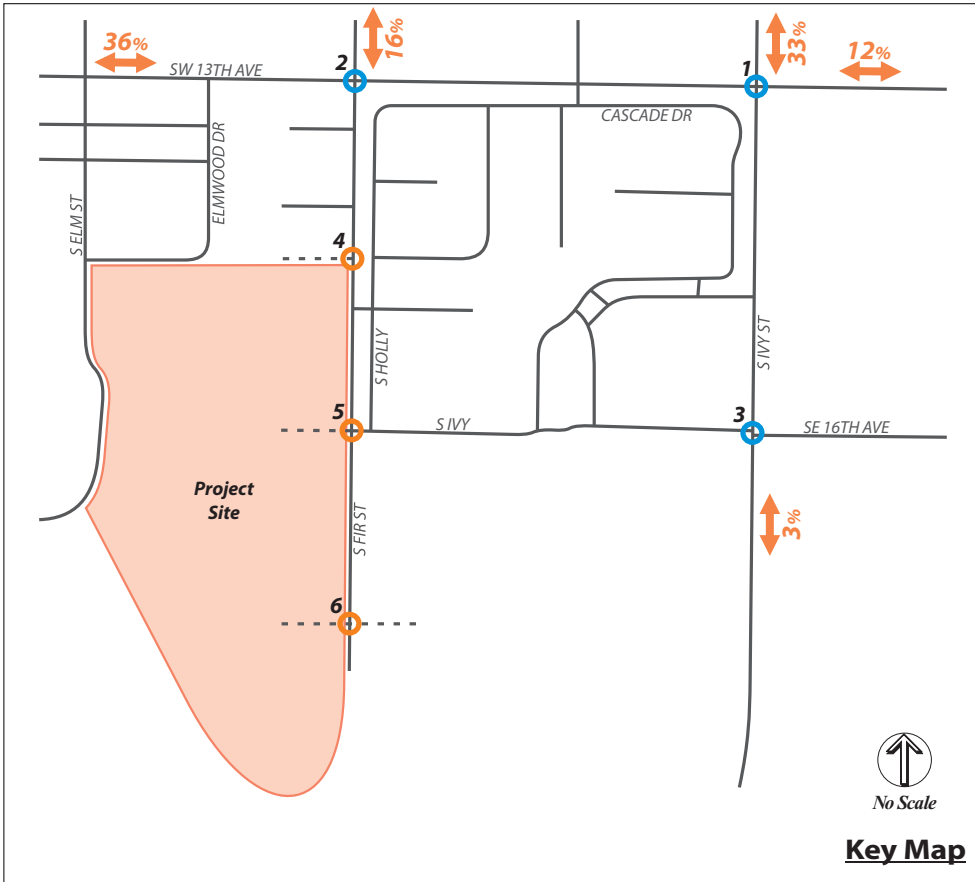 36%
16%
33%
12%
SW 13TH AVE
2
1
CASCADE DR
ELMWOOD DR
S ELM ST
4
S HOLLY
S IVY ST
5
S IVY
3
SE 16TH AVE
Project
Site
S FIR ST
3%
6
No Scale
Key Map